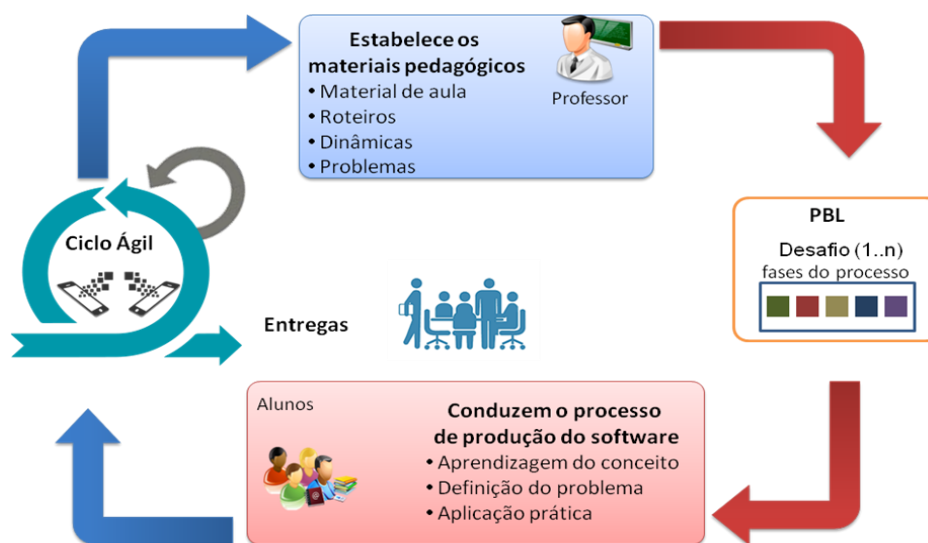 Estabelece os
materiais pedagógicos
• Material de aula
• Roteiros
• Dinâmicas
• Problemas
Professor
PBL
Desafio (1..n)
fases do processo
Ciclo Ágil
Entregas
Alunos
Conduzem o processo
de produção do software
• Aprendizagem do conceito
• Definição do problema
• Aplicação prática